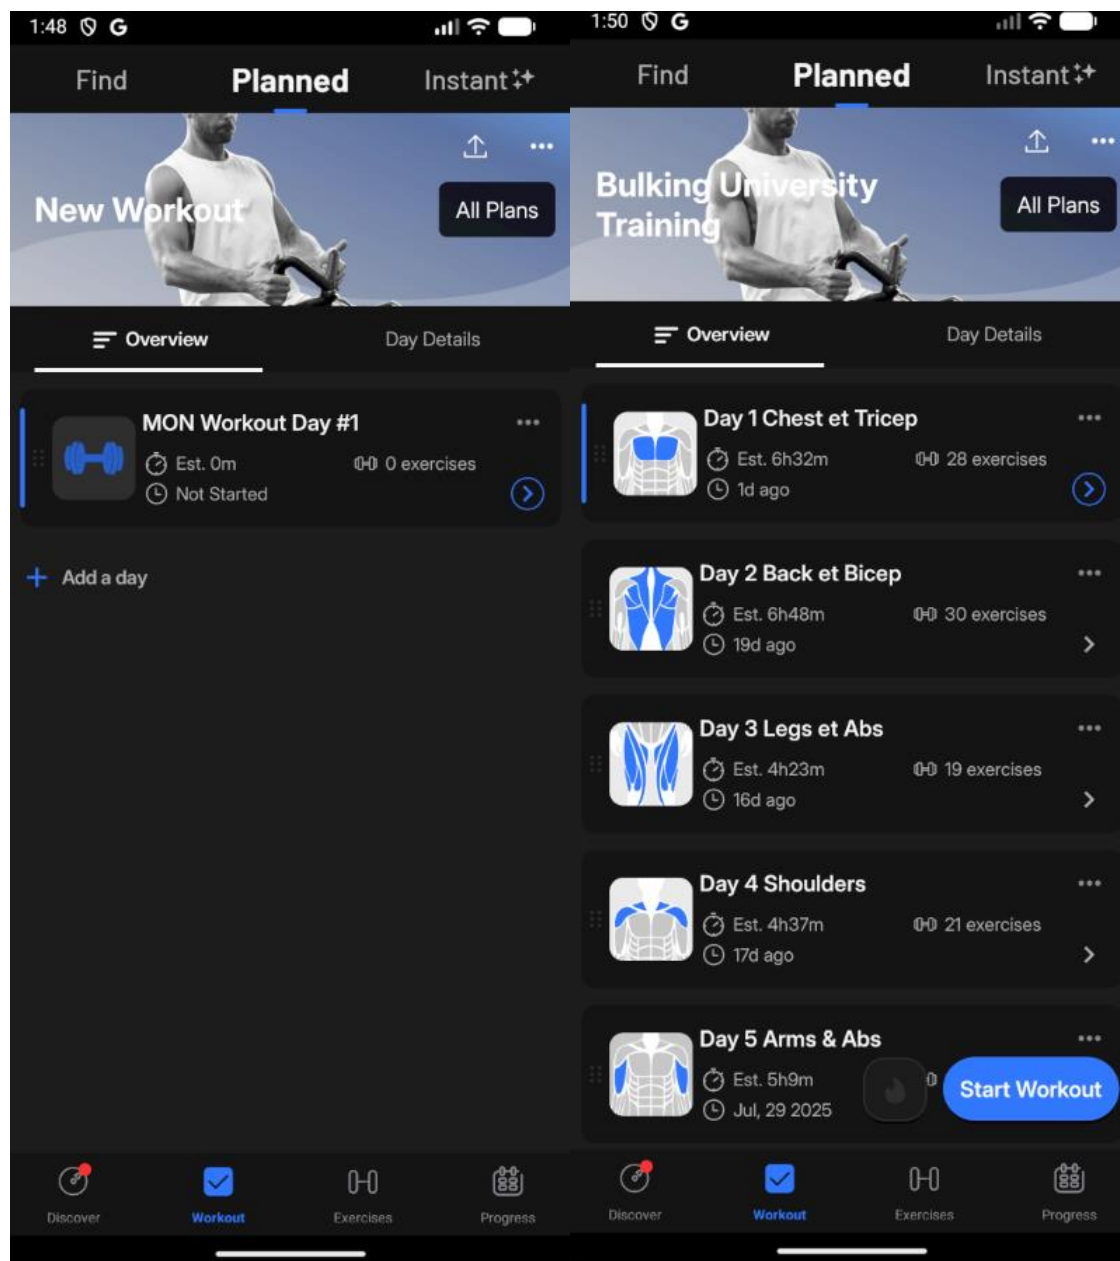 1:48 G
Find Planned Instant
New Workout
All Plans
Overview Day Details
MON Workout Day #1
Est. 0m 0 exercises
Not Started
+ Add a day
Discover Workout Exercises Progress
1:50 G
Find Planned Instant
Bulking University
Training
All Plans
Overview Day Details
Day 1 Chest et Tricep
Est. 6h32m 28 exercises
1d ago
Day 2 Back et Bicep
Est. 6h48m 30 exercises
19d ago
Day 3 Legs et Abs
Est. 4h23m 19 exercises
16d ago
Day 4 Shoulders
Est. 4h37m 21 exercises
17d ago
Day 5 Arms & Abs
Est. 5h9m
Start Workout
Jul, 29 2025
Discover Workout Exercises Progress